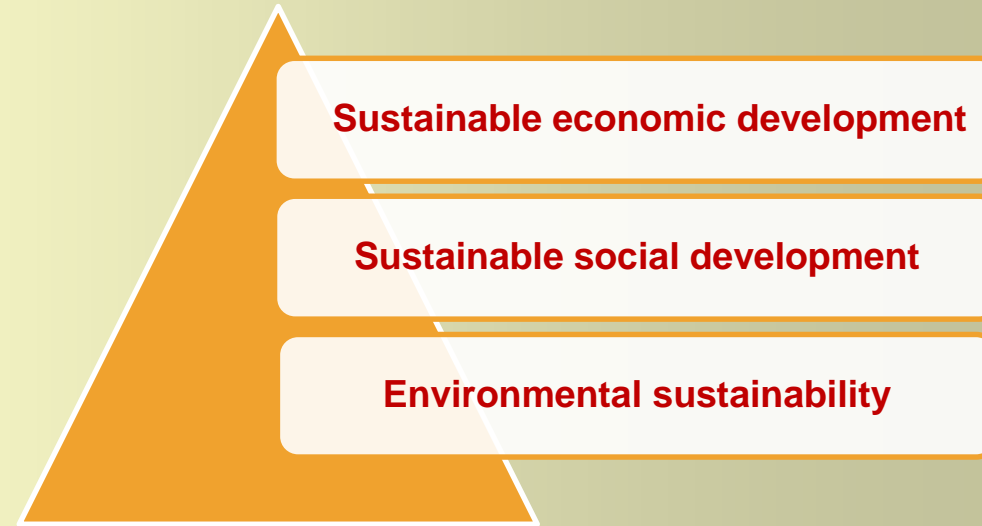 Sustainable economic development
Sustainable social development
Environmental sustainability